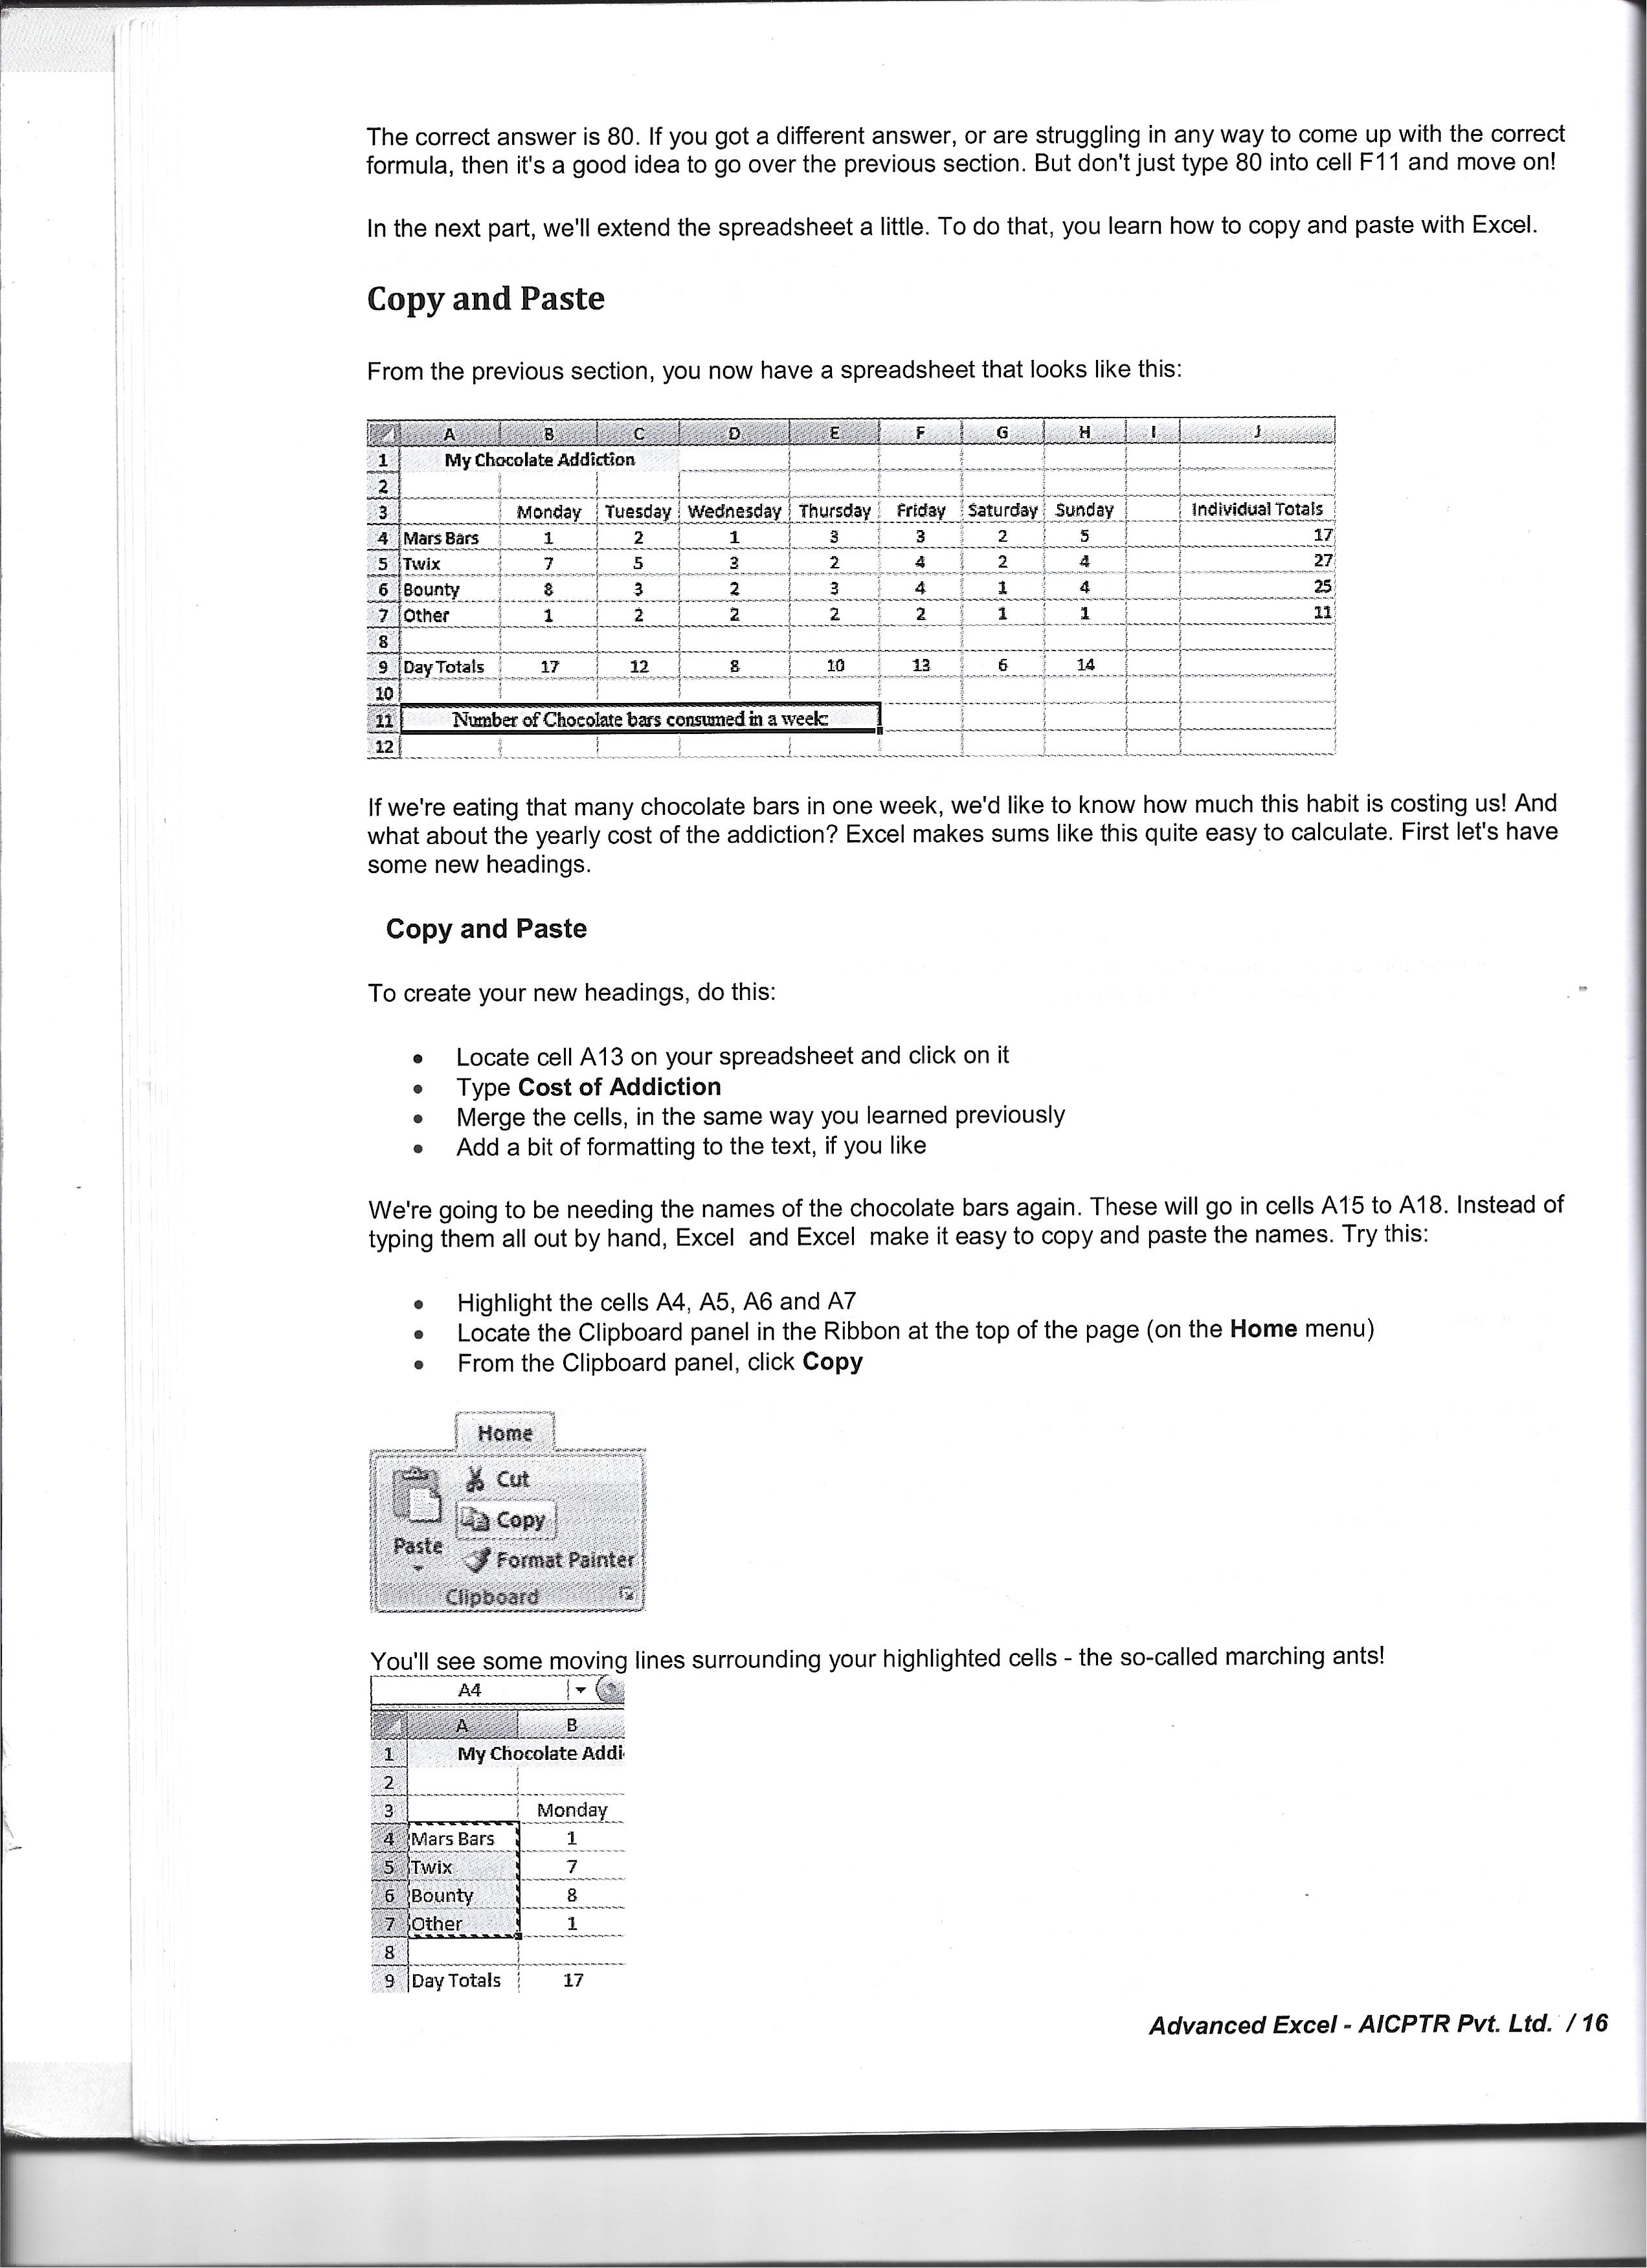 The correct answer is 80. If you got a different answer, or are struggling in any way to come up with the correct
formula, then it's a good idea to go over the previous section. But don't just type 80 into cell F11 and move on!
In the next part, we'll extend the spreadsheet a little. To do that, you learn how to copy and paste with Excel.
Copy and Paste
From the previous section, you now have a spreadsheet that looks like this:
A B C D E F G H I J
1 My Chocolate Addiction
2
3 Monday Tuesday Wednesday Thursday Friday Saturday Sunday Individual Totals
4 Mars Bars 1 2 1 3 3 2 5 17
5 Twix 7 5 3 2 4 2 4 27
6 Bounty 8 3 2 3 4 1 4 25
7 Other 1 2 2 2 2 1 1 11
8
9 Day Totals 17 12 8 10 13 6 14
10
11 Number of Chocolate bars consumed in a week:
12
If we're eating that many chocolate bars in one week, we'd like to know how much this habit is costing us! And
what about the yearly cost of the addiction? Excel makes sums like this quite easy to calculate. First let's have
some new headings.
Copy and Paste
To create your new headings, do this:
• Locate cell A13 on your spreadsheet and click on it
• Type Cost of Addiction
• Merge the cells, in the same way you learned previously
• Add a bit of formatting to the text, if you like
We're going to be needing the names of the chocolate bars again. These will go in cells A15 to A18. Instead of
typing them all out by hand, Excel and Excel make it easy to copy and paste the names. Try this:
• Highlight the cells A4, A5, A6 and A7
• Locate the Clipboard panel in the Ribbon at the top of the page (on the Home menu)
• From the Clipboard panel, click Copy
Home
Cut
Copy
Paste
Format Painter
Clipboard
You'll see some moving lines surrounding your highlighted cells - the so-called marching ants!
A4
A B
1 My Chocolate Addi
2
3 Monday
4 Mars Bars 1
5 Twix 7
6 Bounty 8
7 Other 1
8
9 Day Totals 17
Advanced Excel - AICPTR Pvt. Ltd. / 16